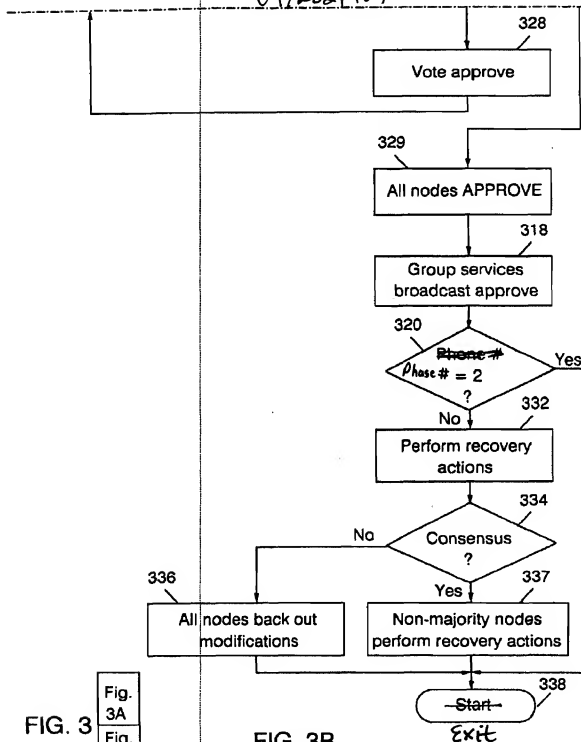 328
Vote approve
329
All nodes APPROVE
318
Group services
broadcast approve
320
Phone #
Phase # = 2
?
Yes
No
332
Perform recovery
actions
334
Consensus
?
No
Yes
336
All nodes back out
modifications
337
Non-majority nodes
perform recovery actions
338
Start
Exit
FIG. 3
Fig.
3A
Fig.
FIG. 3B